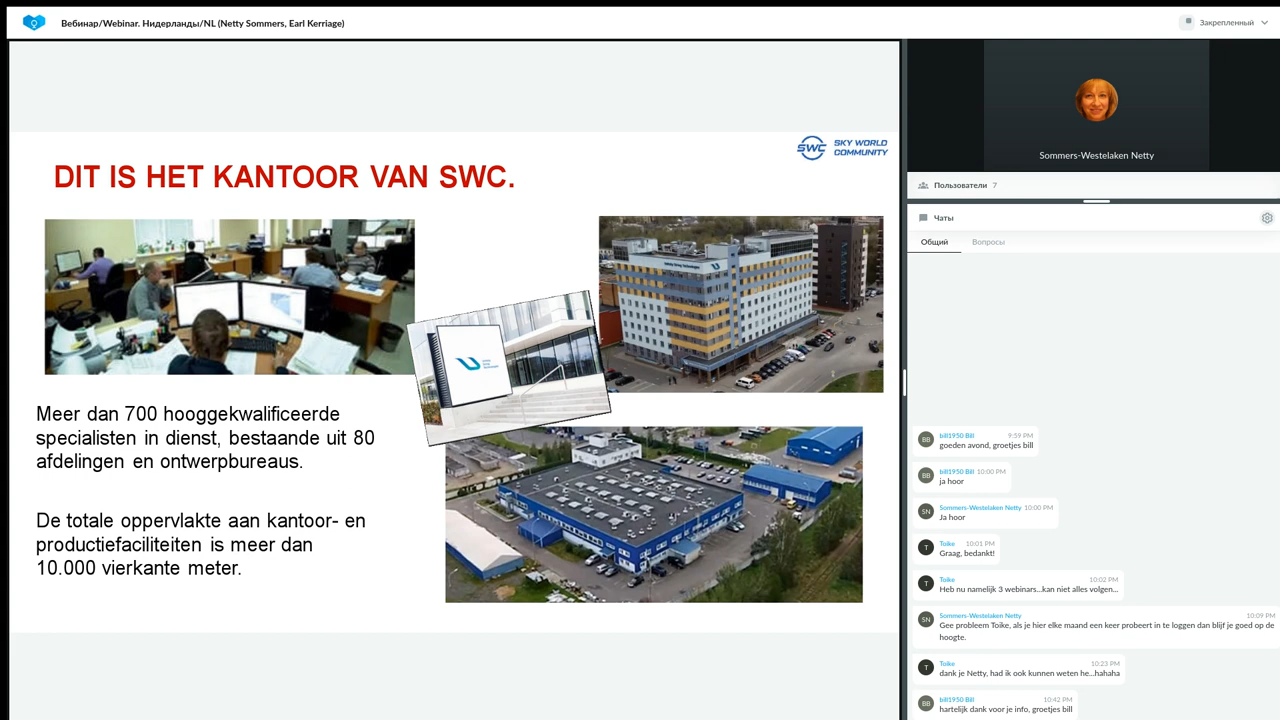 Вебинар/Webinar. Нидерланды/NL (Netty Sommers, Earl Kerriage)
Закрепленный
SWC SKY WORLD
COMMUNITY
DIT IS HET KANTOOR VAN SWC.
Meer dan 700 hooggekwalificeerde
specialisten in dienst, bestaande uit 80
afdelingen en ontwerpbureaus.
De totale oppervlakte aan kantoor- en
productiefaciliteiten is meer dan
10.000 vierkante meter.
Sommers-Westelaken Netty
Пользователи 7
Чаты
Общий Вопросы
BB bill1950 Bill 9:59 PM
goeden avond, groetjes bill
BB bill1950 Bill 10:00 PM
ja hoor
SN Sommers-Westelaken Netty 10:00 PM
Ja hoor
T Toike 10:01 PM
Graag, bedankt!
T Toike 10:02 PM
Heb nu namelijk 3 webinars...kan niet alles volgen...
SN Sommers-Westelaken Netty 10:09 PM
Gee probleem Toike, als je hier elke maand een keer probeert in te loggen dan blijf je goed op de
hoogte.
T Toike 10:23 PM
dank je Netty, had ik ook kunnen weten he...hahaha
BB bill1950 Bill 10:42 PM
hartelijk dank voor je info, groetjes bill